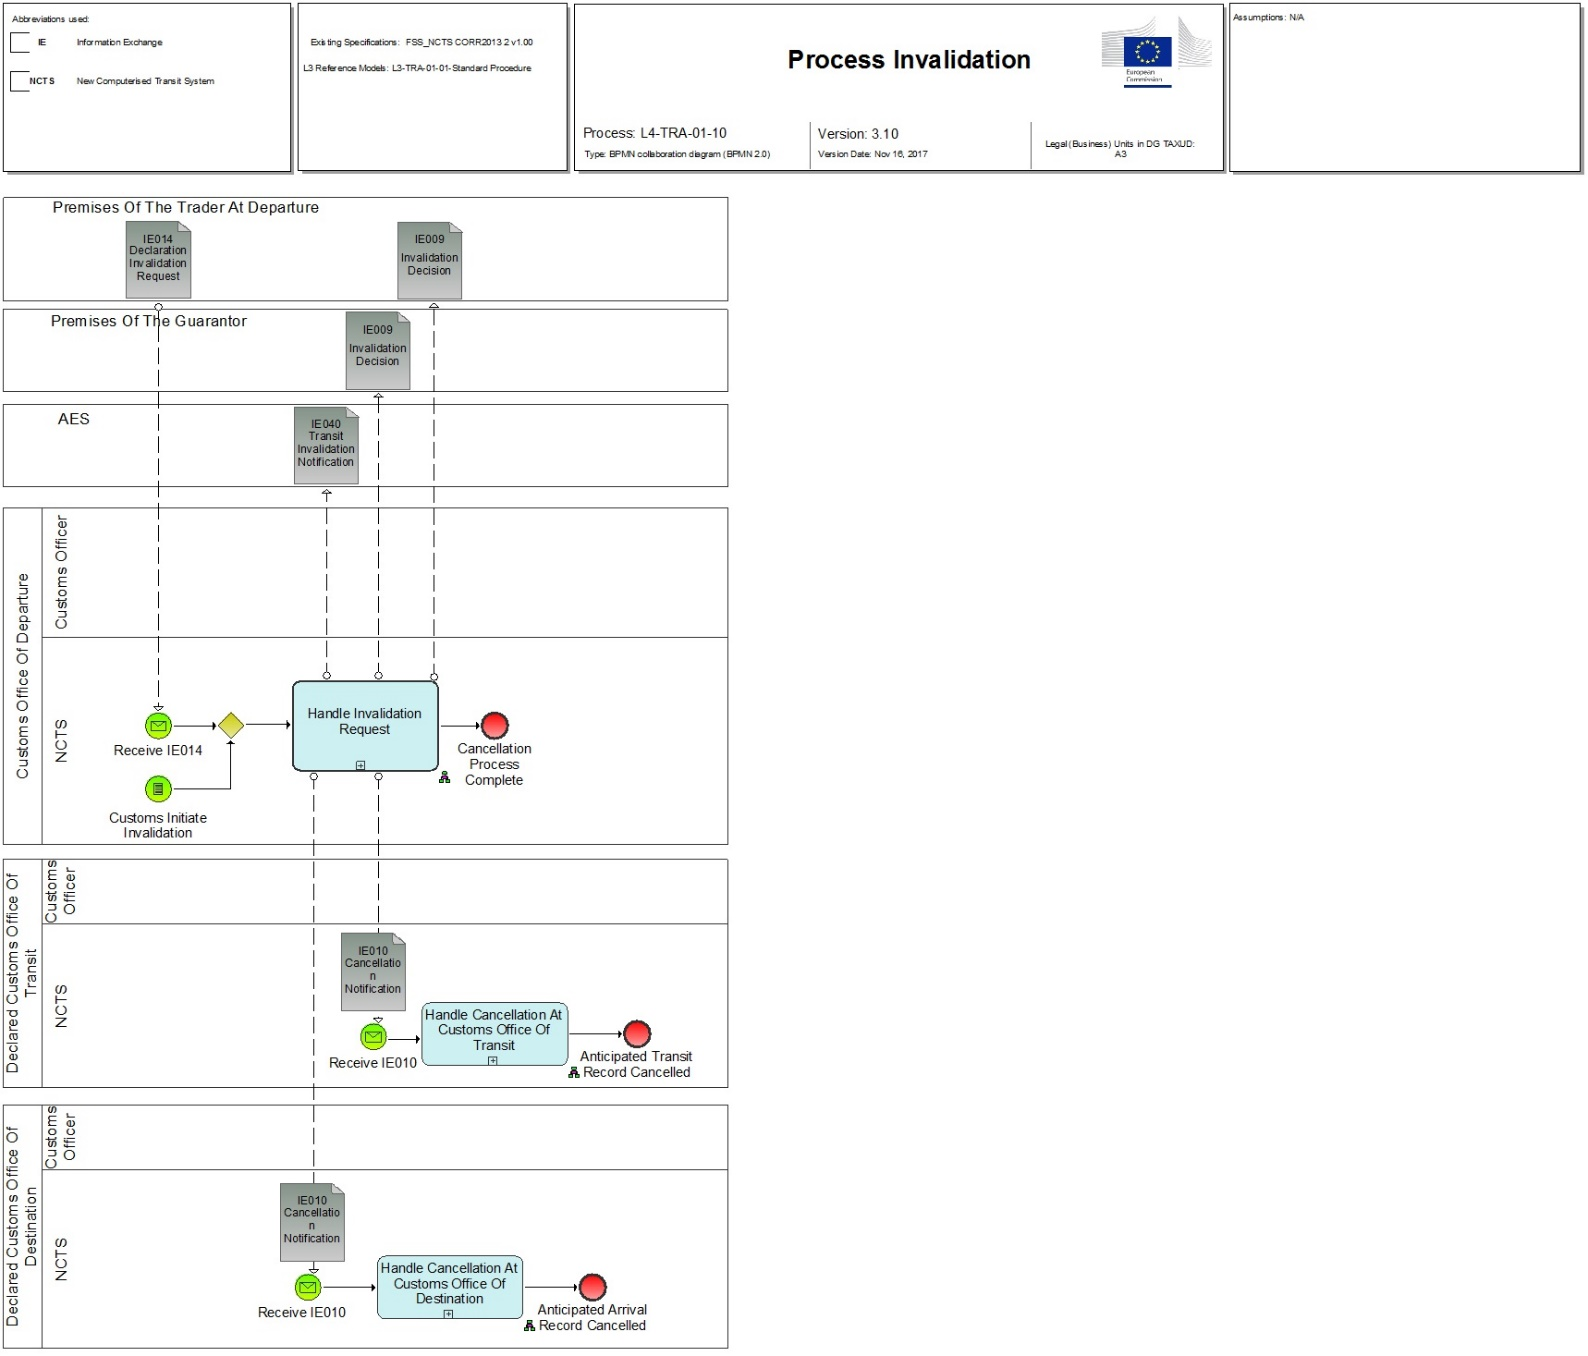 Abbreviations used:
IE Information Exchange
NCTS New Computerised Transit System
Existing Specifications: FSS_NCTS CORR2013 2 v1.00
L3 Reference Models: L3-TRA-01-01-Standard Procedure
Process Invalidation
European
Commission
Process: L4-TRA-01-10
Type: BPMN collaboration diagram (BPMN 2.0)
Version: 3.10
Version Date: Nov 16, 2017
Legal (Business) Units in DG TAXUD:
A3
Assumptions: N/A
Premises Of The Trader At Departure
IE014
Declaration
Invalidation
Request
IE009
Invalidation
Decision
Premises Of The Guarantor
IE009
Invalidation
Decision
AES
IE040
Transit
Invalidation
Notification
Customs Office Of Departure
Customs Officer
NCTS
Receive IE014
Customs Initiate
Invalidation
Handle Invalidation
Request
Cancellation
Process
Complete
Declared Customs Office Of
Transit
Customs
Officer
NCTS
IE010
Cancellatio
n
Notification
Receive IE010
Handle Cancellation At
Customs Office Of
Transit
Anticipated Transit
Record Cancelled
Declared Customs Office Of
Destination
Customs
Officer
NCTS
IE010
Cancellatio
n
Notification
Receive IE010
Handle Cancellation At
Customs Office Of
Destination
Anticipated Arrival
Record Cancelled